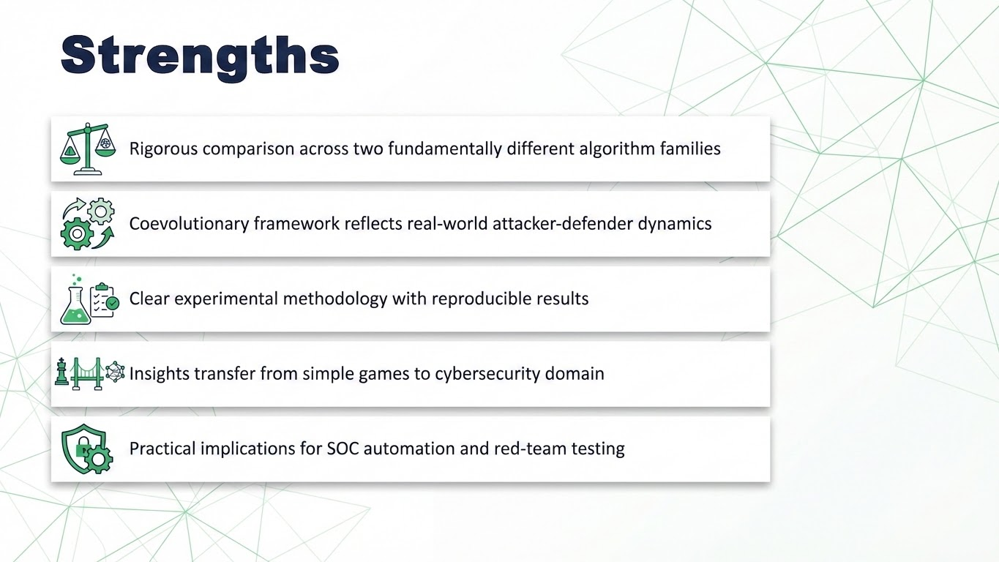 Strengths
Rigorous comparison across two fundamentally different algorithm families
Coevolutionary framework reflects real-world attacker-defender dynamics
Clear experimental methodology with reproducible results
Insights transfer from simple games to cybersecurity domain
Practical implications for SOC automation and red-team testing